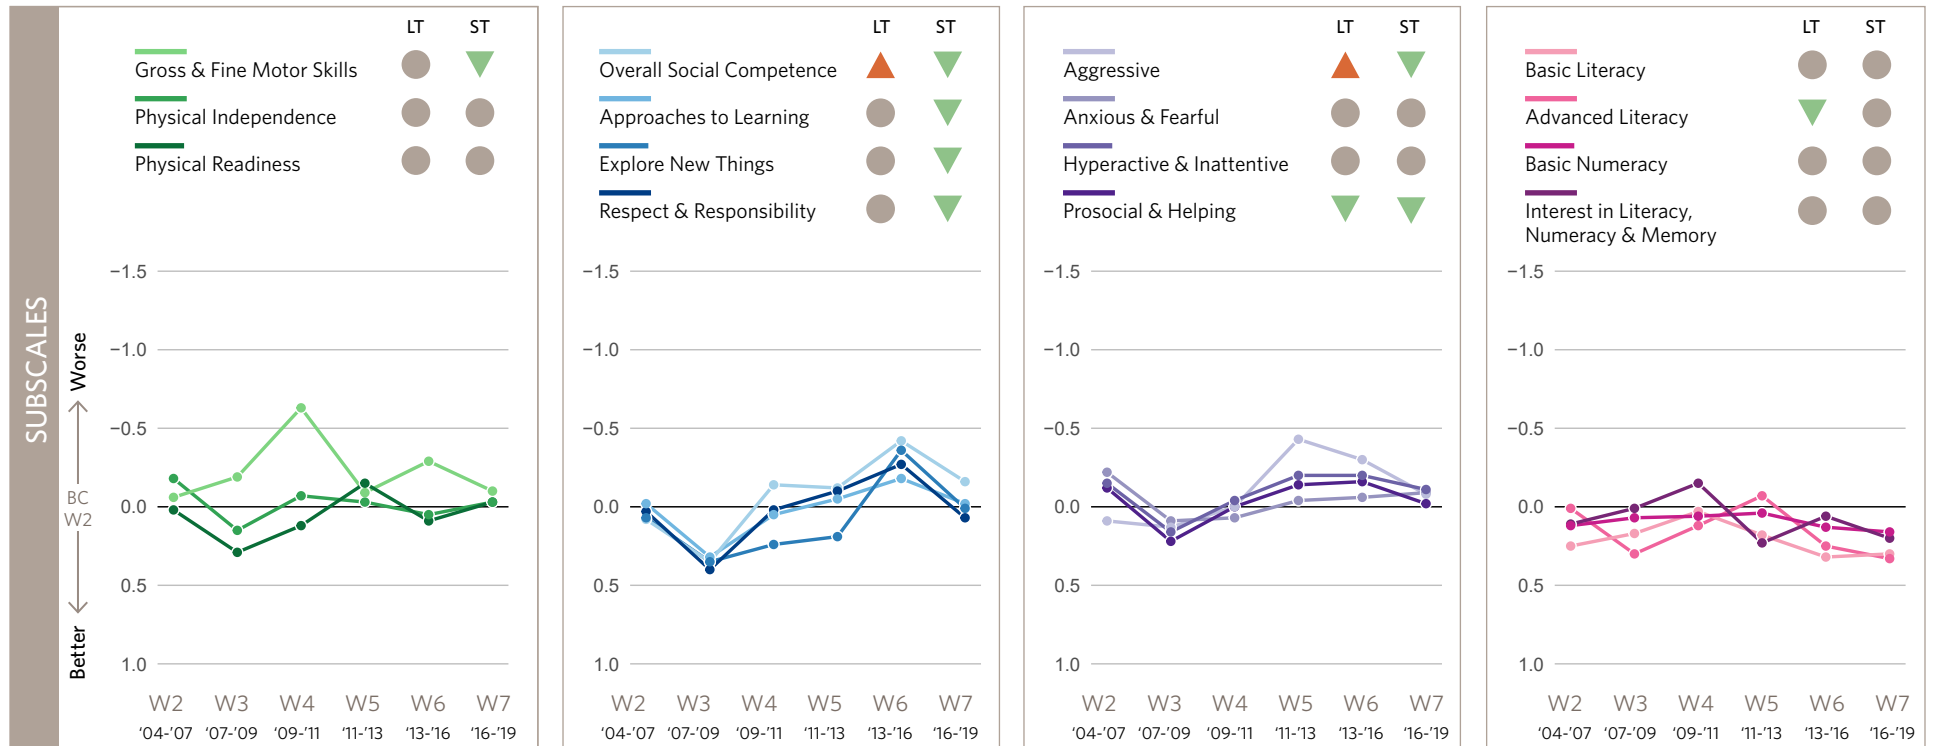 SUBSCALES
Worse
BC
W2
Better
LT ST
Gross & Fine Motor Skills
Physical Independence
Physical Readiness
−1.5
−1.0
−0.5
0.0
0.5
1.0
W2 W3 W4 W5 W6 W7
‘04-’07 ‘07-’09 ‘09-’11 ‘11-’13 ‘13-’16 ‘16-’19
LT ST
Overall Social Competence
Approaches to Learning
Explore New Things
Respect & Responsibility
−1.5
−1.0
−0.5
0.0
0.5
1.0
W2 W3 W4 W5 W6 W7
‘04-’07 ‘07-’09 ‘09-’11 ‘11-’13 ‘13-’16 ‘16-’19
LT ST
Aggressive
Anxious & Fearful
Hyperactive & Inattentive
Prosocial & Helping
−1.5
−1.0
−0.5
0.0
0.5
1.0
W2 W3 W4 W5 W6 W7
‘04-’07 ‘07-’09 ‘09-’11 ‘11-’13 ‘13-’16 ‘16-’19
LT ST
Basic Literacy
Advanced Literacy
Basic Numeracy
Interest in Literacy,
Numeracy & Memory
−1.5
−1.0
−0.5
0.0
0.5
1.0
W2 W3 W4 W5 W6 W7
‘04-’07 ‘07-’09 ‘09-’11 ‘11-’13 ‘13-’16 ‘16-’19